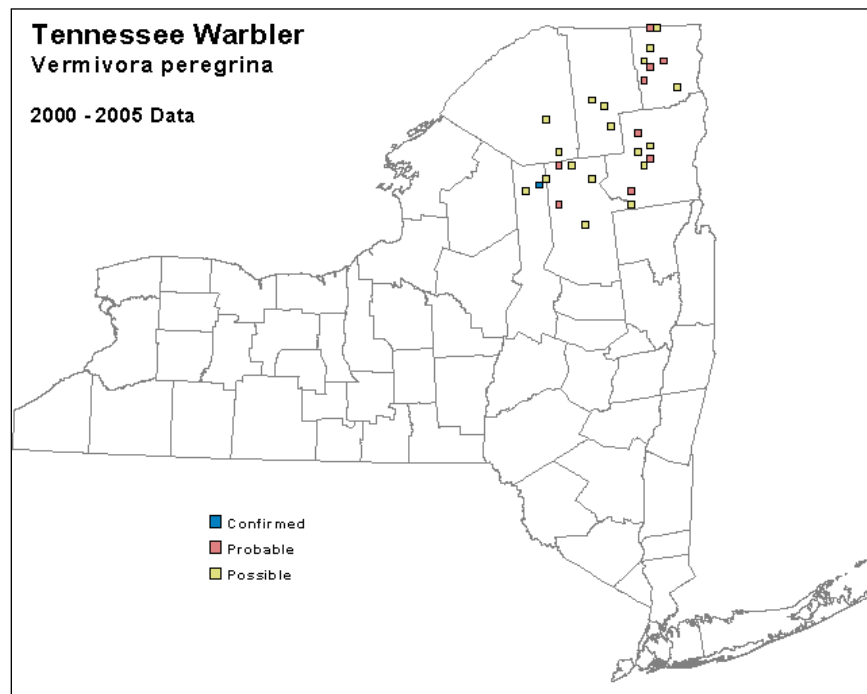 Tennessee Warbler
Vermivora peregrina
2000 - 2005 Data
Confirmed
Probable
Possible